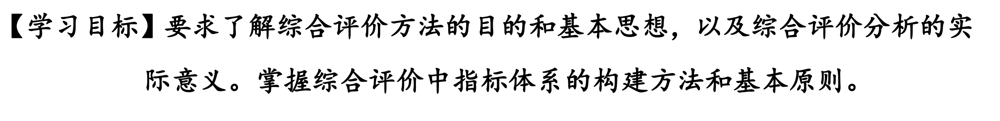 【学习目标】要求了解综合评价方法的目的和基本思想，以及综合评价分析的实
际意义。掌握综合评价中指标体系的构建方法和基本原则。